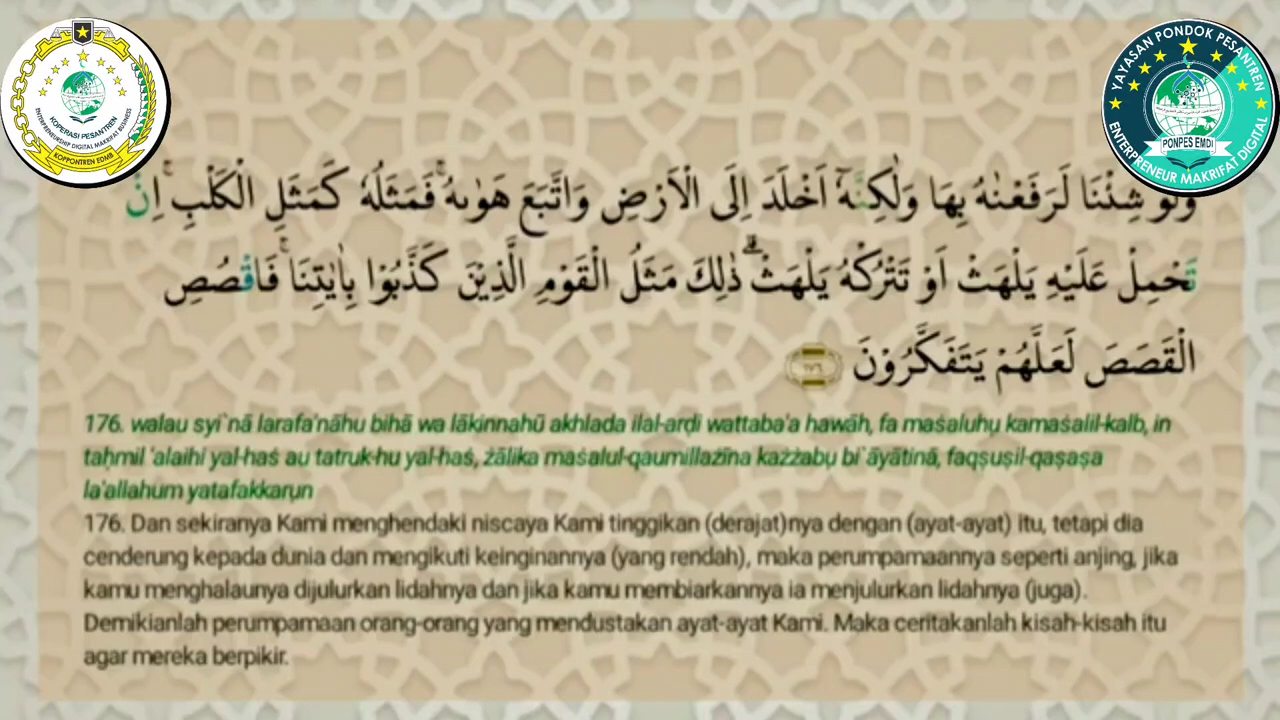 KOPERASI PESANTREN
ENTERPRENEURSHIP DIGITAL MAKRIFAT BUSINESS
KOPPONTREN EDMB
YAYASAN PONDOK PESANTREN
PONPES EMDI
ENTERPRENEUR MAKRIFAT DIGITAL
وَلَوْ شِئْنَا لَرَفَعْنٰهُ بِهَا وَلٰكِنَّهٗٓ اَخْلَدَ اِلَى الْاَرْضِ وَاتَّبَعَ هَوٰىهُۚ فَمَثَلُهٗ كَمَثَلِ الْكَلْبِۚ اِنْ
تَحْمِلْ عَلَيْهِ يَلْهَثْ اَوْ تَتْرُكْهُ يَلْهَثْۗ ذٰلِكَ مَثَلُ الْقَوْمِ الَّذِيْنَ كَذَّبُوْا بِاٰيٰتِنَاۚ فَاقْصُصِ
الْقَصَصَ لَعَلَّهُمْ يَتَفَكَّرُوْنَ ١٧٦
176. walau syi`nā larafa'nāhu bihā wa lākinnahū akhlada ilal-arḍi wattaba'a hawāh, fa maṡaluhụ kamaṡalil-kalb, in
taḥmil 'alaihi yal-haṡ au tatruk-hu yal-haṡ, żālika maṡalul-qaumillażīna każżabụ bi`āyātinā, faqṣuṣil-qaṣaṣa
la'allahum yatafakkarụn
176. Dan sekiranya Kami menghendaki niscaya Kami tinggikan (derajat)nya dengan (ayat-ayat) itu, tetapi dia
cenderung kepada dunia dan mengikuti keinginannya (yang rendah), maka perumpamaannya seperti anjing, jika
kamu menghalaunya dijulurkan lidahnya dan jika kamu membiarkannya ia menjulurkan lidahnya (juga).
Demikianlah perumpamaan orang-orang yang mendustakan ayat-ayat Kami. Maka ceritakanlah kisah-kisah itu
agar mereka berpikir.